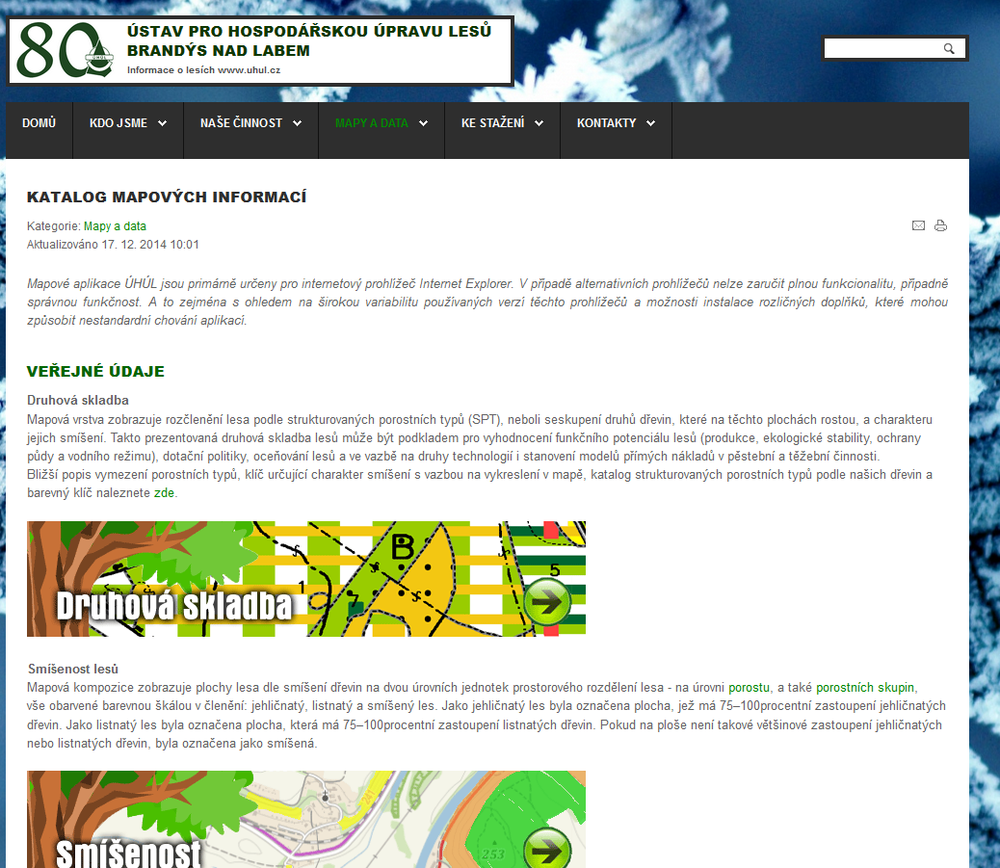 80
ÚHÚL
ÚSTAV PRO HOSPODÁŘSKOU ÚPRAVU LESŮ
BRANDÝS NAD LABEM
Informace o lesích www.uhul.cz
DOMŮ
KDO JSME
NAŠE ČINNOST
MAPY A DATA
KE STAŽENÍ
KONTAKTY
KATALOG MAPOVÝCH INFORMACÍ
Kategorie: Mapy a data
Aktualizováno 17. 12. 2014 10:01
Mapové aplikace ÚHÚL jsou primárně určeny pro internetový prohlížeč Internet Explorer. V případě alternativních prohlížečů nelze zaručit plnou funkcionalitu, případně
správnou funkčnost. A to zejména s ohledem na širokou variabilitu používaných verzí těchto prohlížečů a možnosti instalace rozličných doplňků, které mohou
způsobit nestandardní chování aplikací.
VEŘEJNÉ ÚDAJE
Druhová skladba
Mapová vrstva zobrazuje rozčlenění lesa podle strukturovaných porostních typů (SPT), neboli seskupení druhů dřevin, které na těchto plochách rostou, a charakteru
jejich smíšení. Takto prezentovaná druhová skladba lesů může být podkladem pro vyhodnocení funkčního potenciálu lesů (produkce, ekologické stability, ochrany
půdy a vodního režimu), dotační politiky, oceňování lesů a ve vazbě na druhy technologií i stanovení modelů přímých nákladů v pěstební a těžební činnosti.
Bližší popis vymezení porostních typů, klíč určující charakter smíšení s vazbou na vykreslení v mapě, katalog strukturovaných porostních typů podle našich dřevin a
barevný klíč naleznete zde.
B
5
1
7
Druhová skladba
Smíšenost lesů
Mapová kompozice zobrazuje plochy lesa dle smíšení dřevin na dvou úrovních jednotek prostorového rozdělení lesa - na úrovni porostu, a také porostních skupin,
vše obarvené barevnou škálou v členění: jehličnatý, listnatý a smíšený les. Jako jehličnatý les byla označena plocha, jež má 75–100procentní zastoupení jehličnatých
dřevin. Jako listnatý les byla označena plocha, která má 75–100procentní zastoupení listnatých dřevin. Pokud na ploše není takové většinové zastoupení jehličnatých
nebo listnatých dřevin, byla označena jako smíšená.
241
253
Smíšenost